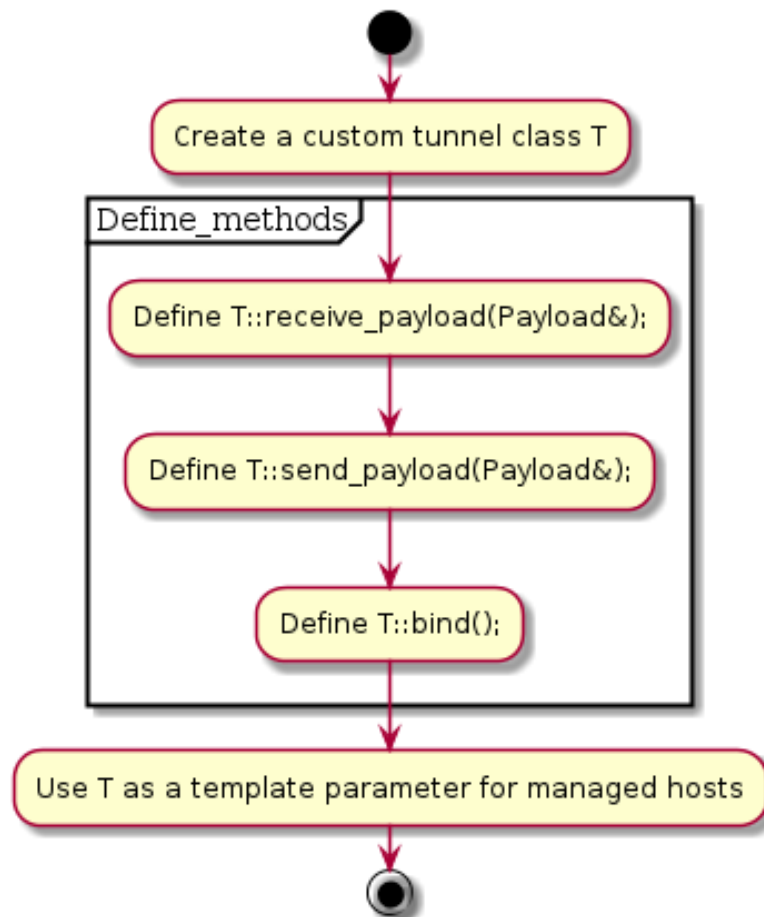 Create a custom tunnel class T
Define_methods
Define T::receive_payload(Payload&);
Define T::send_payload(Payload&);
Define T::bind();
Use T as a template parameter for managed hosts